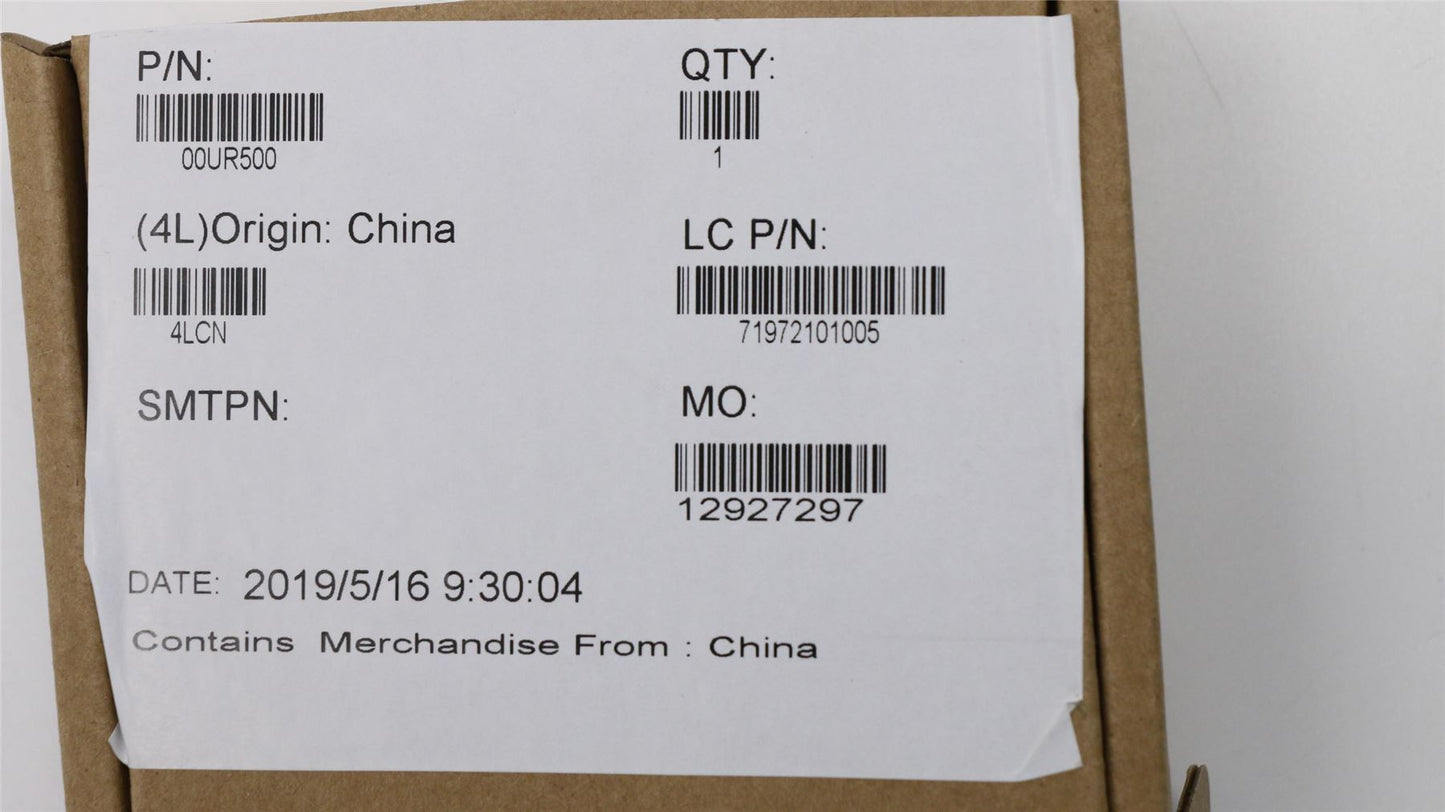 P/N:
QTY:
00UR500
1
(4L)Origin: China
LC P/N:
4LCN
71972101005
SMTPN:
MO:
12927297
DATE: 2019/5/16 9:30:04
Contains Merchandise From : China